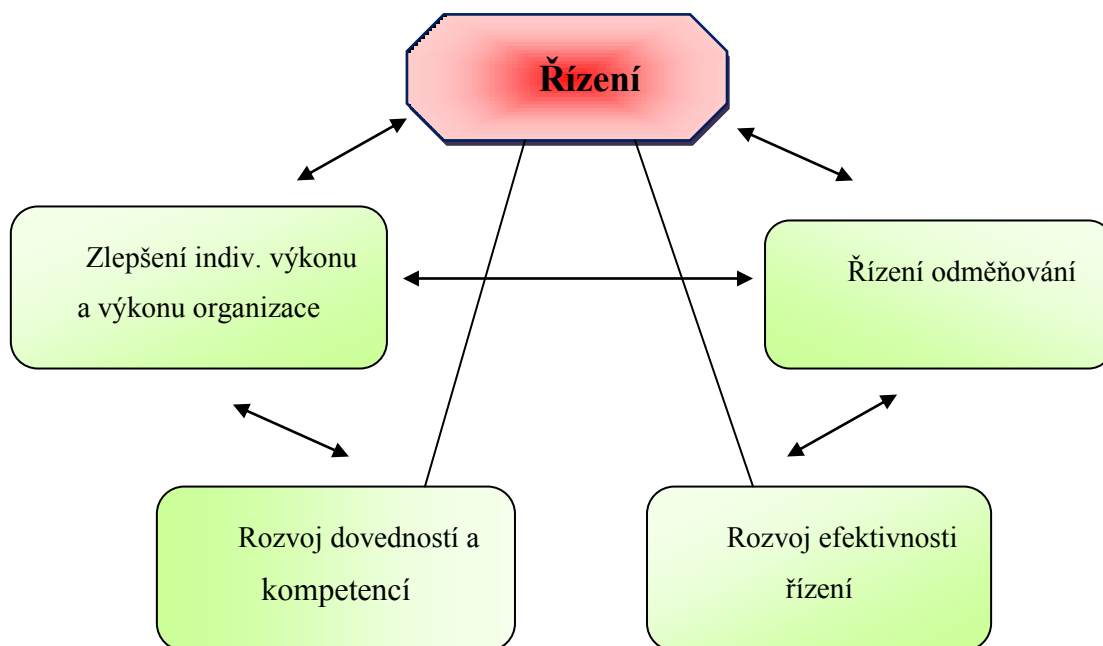 Řízení
Zlepšení indiv. výkonu
a výkonu organizace
Řízení odměňování
Rozvoj dovedností a
kompetencí
Rozvoj efektivnosti
řízení